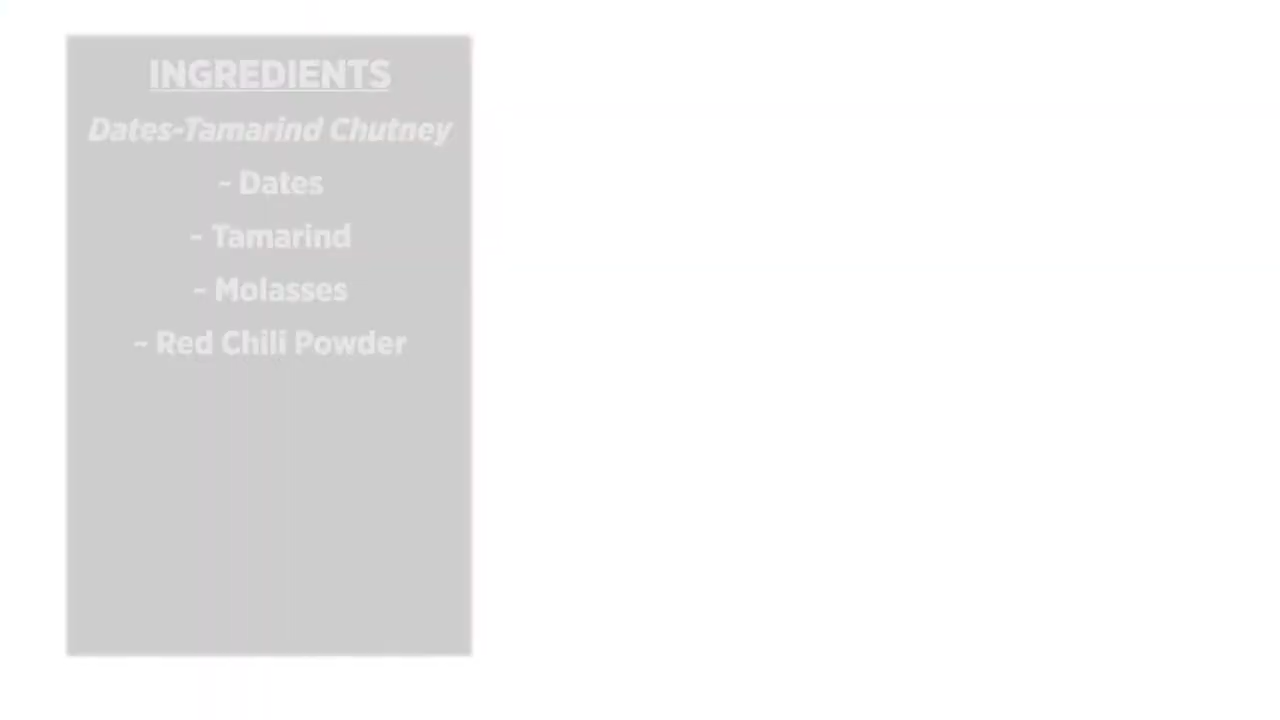 INGREDIENTS
Dates-Tamarind Chutney
~ Dates
~ Tamarind
~ Molasses
~ Red Chili Powder